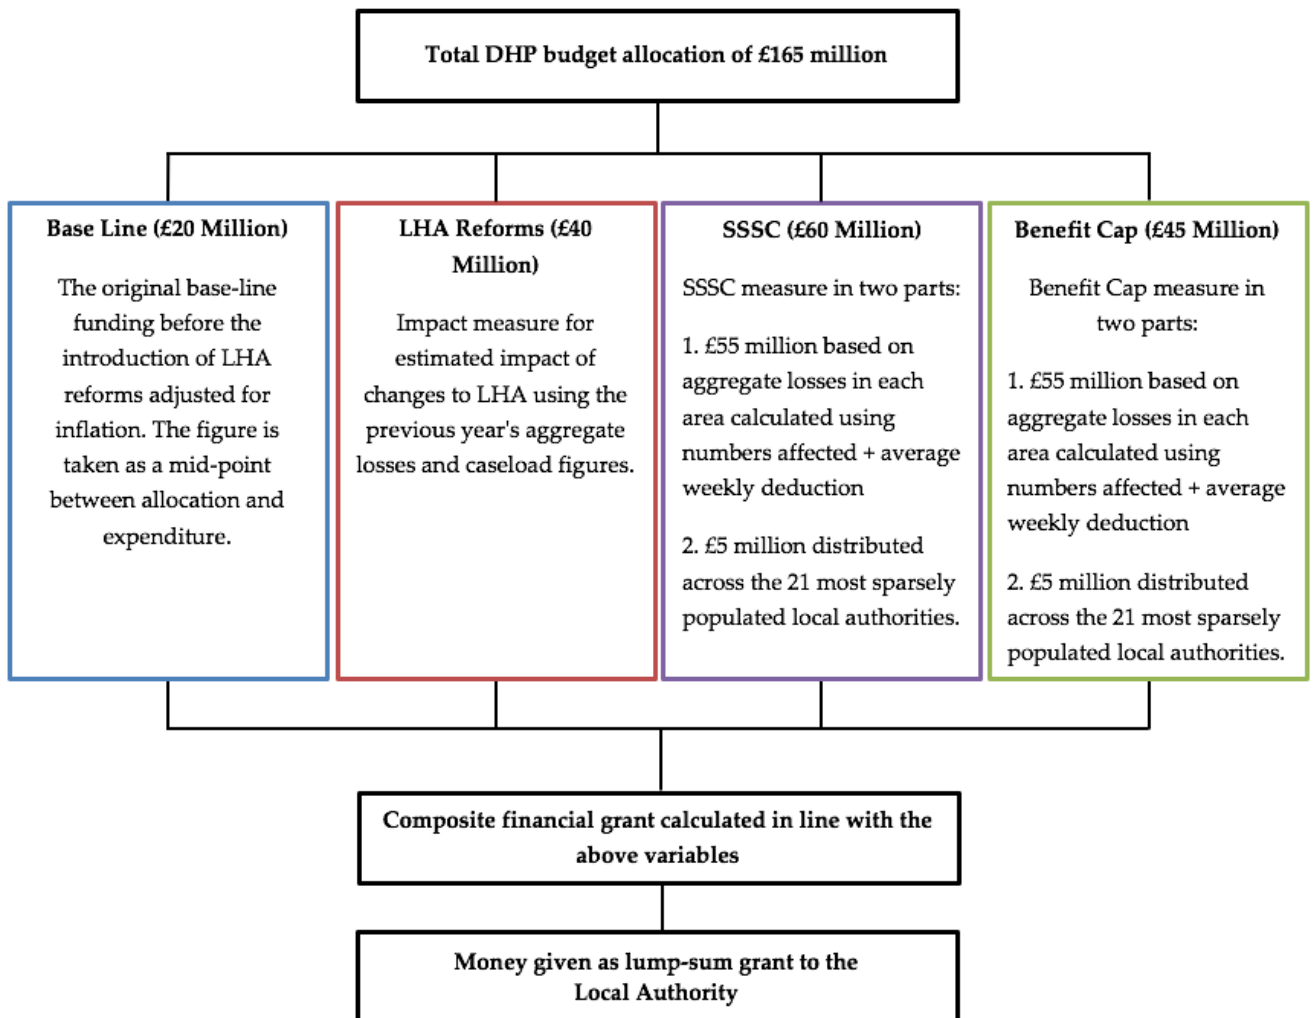 Total DHP budget allocation of £165 million
Base Line (£20 Million)
The original base-line
funding before the
introduction of LHA
reforms adjusted for
inflation. The figure is
taken as a mid-point
between allocation and
expenditure.
LHA Reforms (£40
Million)
Impact measure for
estimated impact of
changes to LHA using the
previous year's aggregate
losses and caseload figures.
SSSC (£60 Million)
SSSC measure in two parts:
1. £55 million based on
aggregate losses in each
area calculated using
numbers affected + average
weekly deduction
2. £5 million distributed
across the 21 most sparsely
populated local authorities.
Benefit Cap (£45 Million)
Benefit Cap measure in
two parts:
1. £55 million based on
aggregate losses in each
area calculated using
numbers affected + average
weekly deduction
2. £5 million distributed
across the 21 most sparsely
populated local authorities.
Composite financial grant calculated in line with the
above variables
Money given as lump-sum grant to the
Local Authority